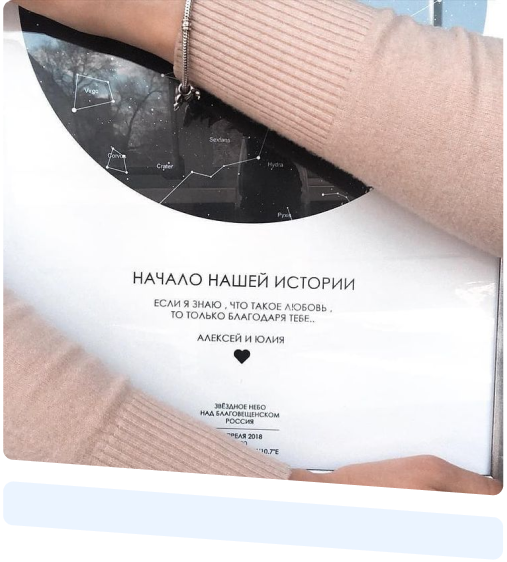 Virgo
Corvus
Crater
Sextans
Hydra
Pyxis
НАЧАЛО НАШЕЙ ИСТОРИИ
ЕСЛИ Я ЗНАЮ , ЧТО ТАКОЕ ЛЮБОВЬ ,
ТО ТОЛЬКО БЛАГОДАРЯ ТЕБЕ..
АЛЕКСЕЙ И ЮЛИЯ
ЗВЁЗДНОЕ НЕБО
НАД БЛАГОВЕЩЕНСКОМ
РОССИЯ
2018